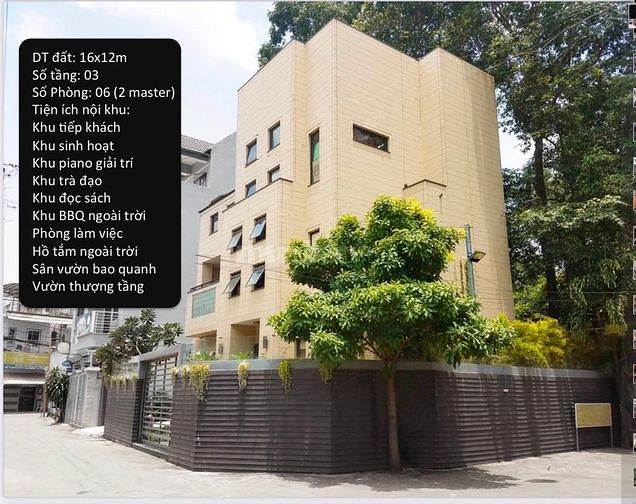 DT đất: 16x12m
Số tầng: 03
Số Phòng: 06 (2 master)
Tiện ích nội khu:
Khu tiếp khách
Khu sinh hoạt
Khu piano giải trí
Khu trà đạo
Khu đọc sách
Khu BBQ ngoài trời
Phòng làm việc
Hồ tắm ngoài trời
Sân vườn bao quanh
Vườn thượng tầng